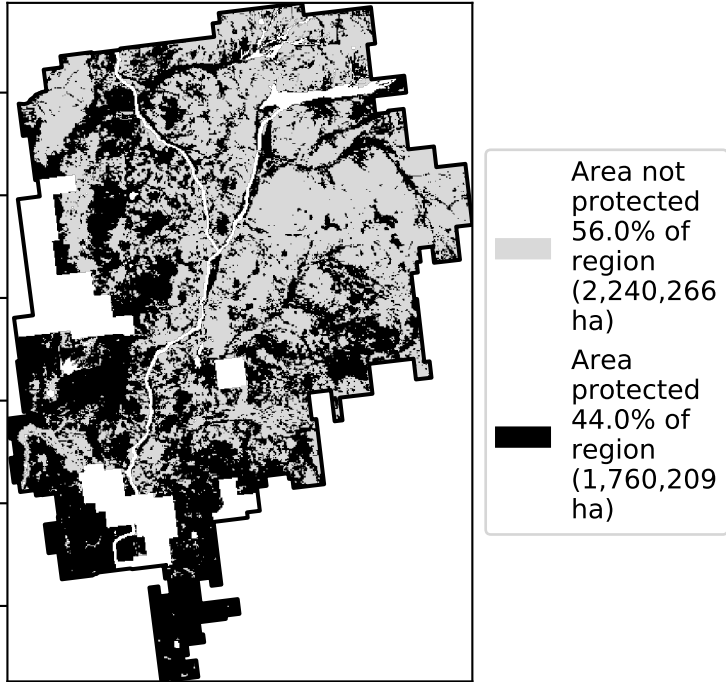 Area not
protected
56.0% of
region
(2,240,266
ha)
Area
protected
44.0% of
region
(1,760,209
ha)